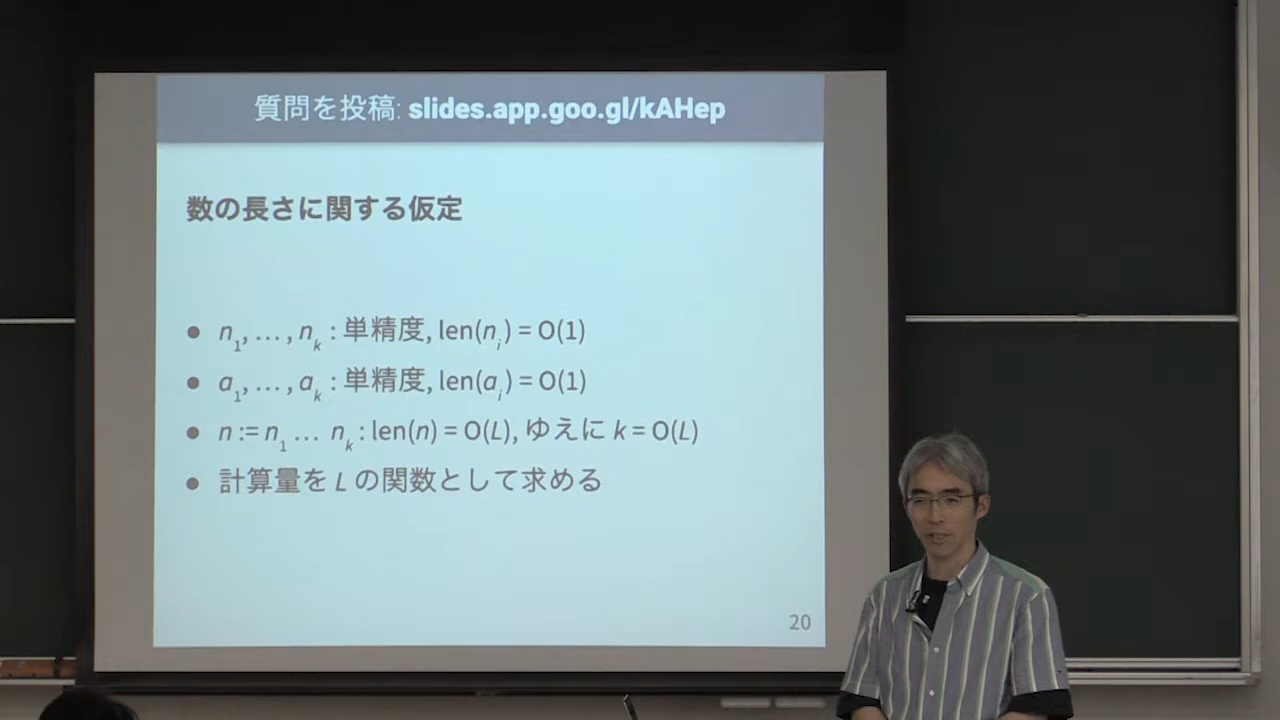 質問を投稿: slides.app.goo.gl/kAHep
数の長さに関する仮定
● n₁, … , nₖ : 単精度, len(nᵢ) = O(1)
● a₁, … , aₖ : 単精度, len(aᵢ) = O(1)
● n := n₁ … nₖ : len(n) = O(L), ゆえに k = O(L)
● 計算量を L の関数として求める
20